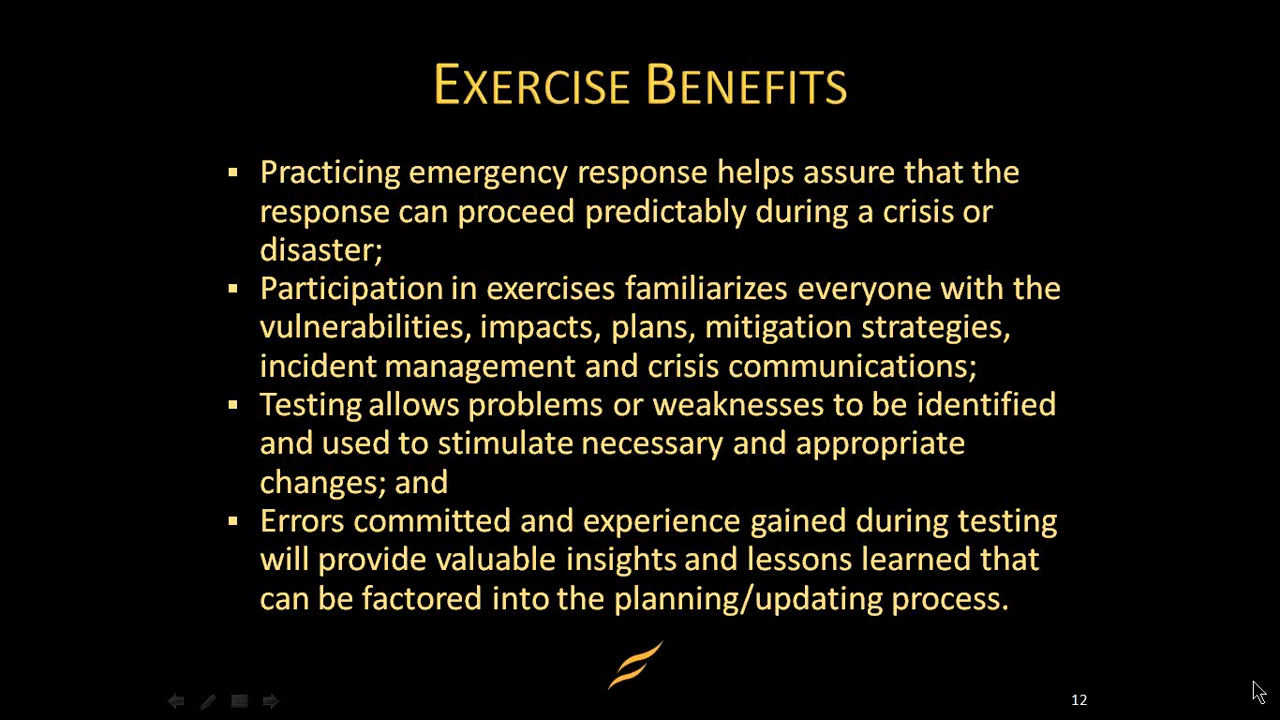 EXERCISE BENEFITS
▪ Practicing emergency response helps assure that the
response can proceed predictably during a crisis or
disaster;
▪ Participation in exercises familiarizes everyone with the
vulnerabilities, impacts, plans, mitigation strategies,
incident management and crisis communications;
▪ Testing allows problems or weaknesses to be identified
and used to stimulate necessary and appropriate
changes; and
▪ Errors committed and experience gained during testing
will provide valuable insights and lessons learned that
can be factored into the planning/updating process.
12